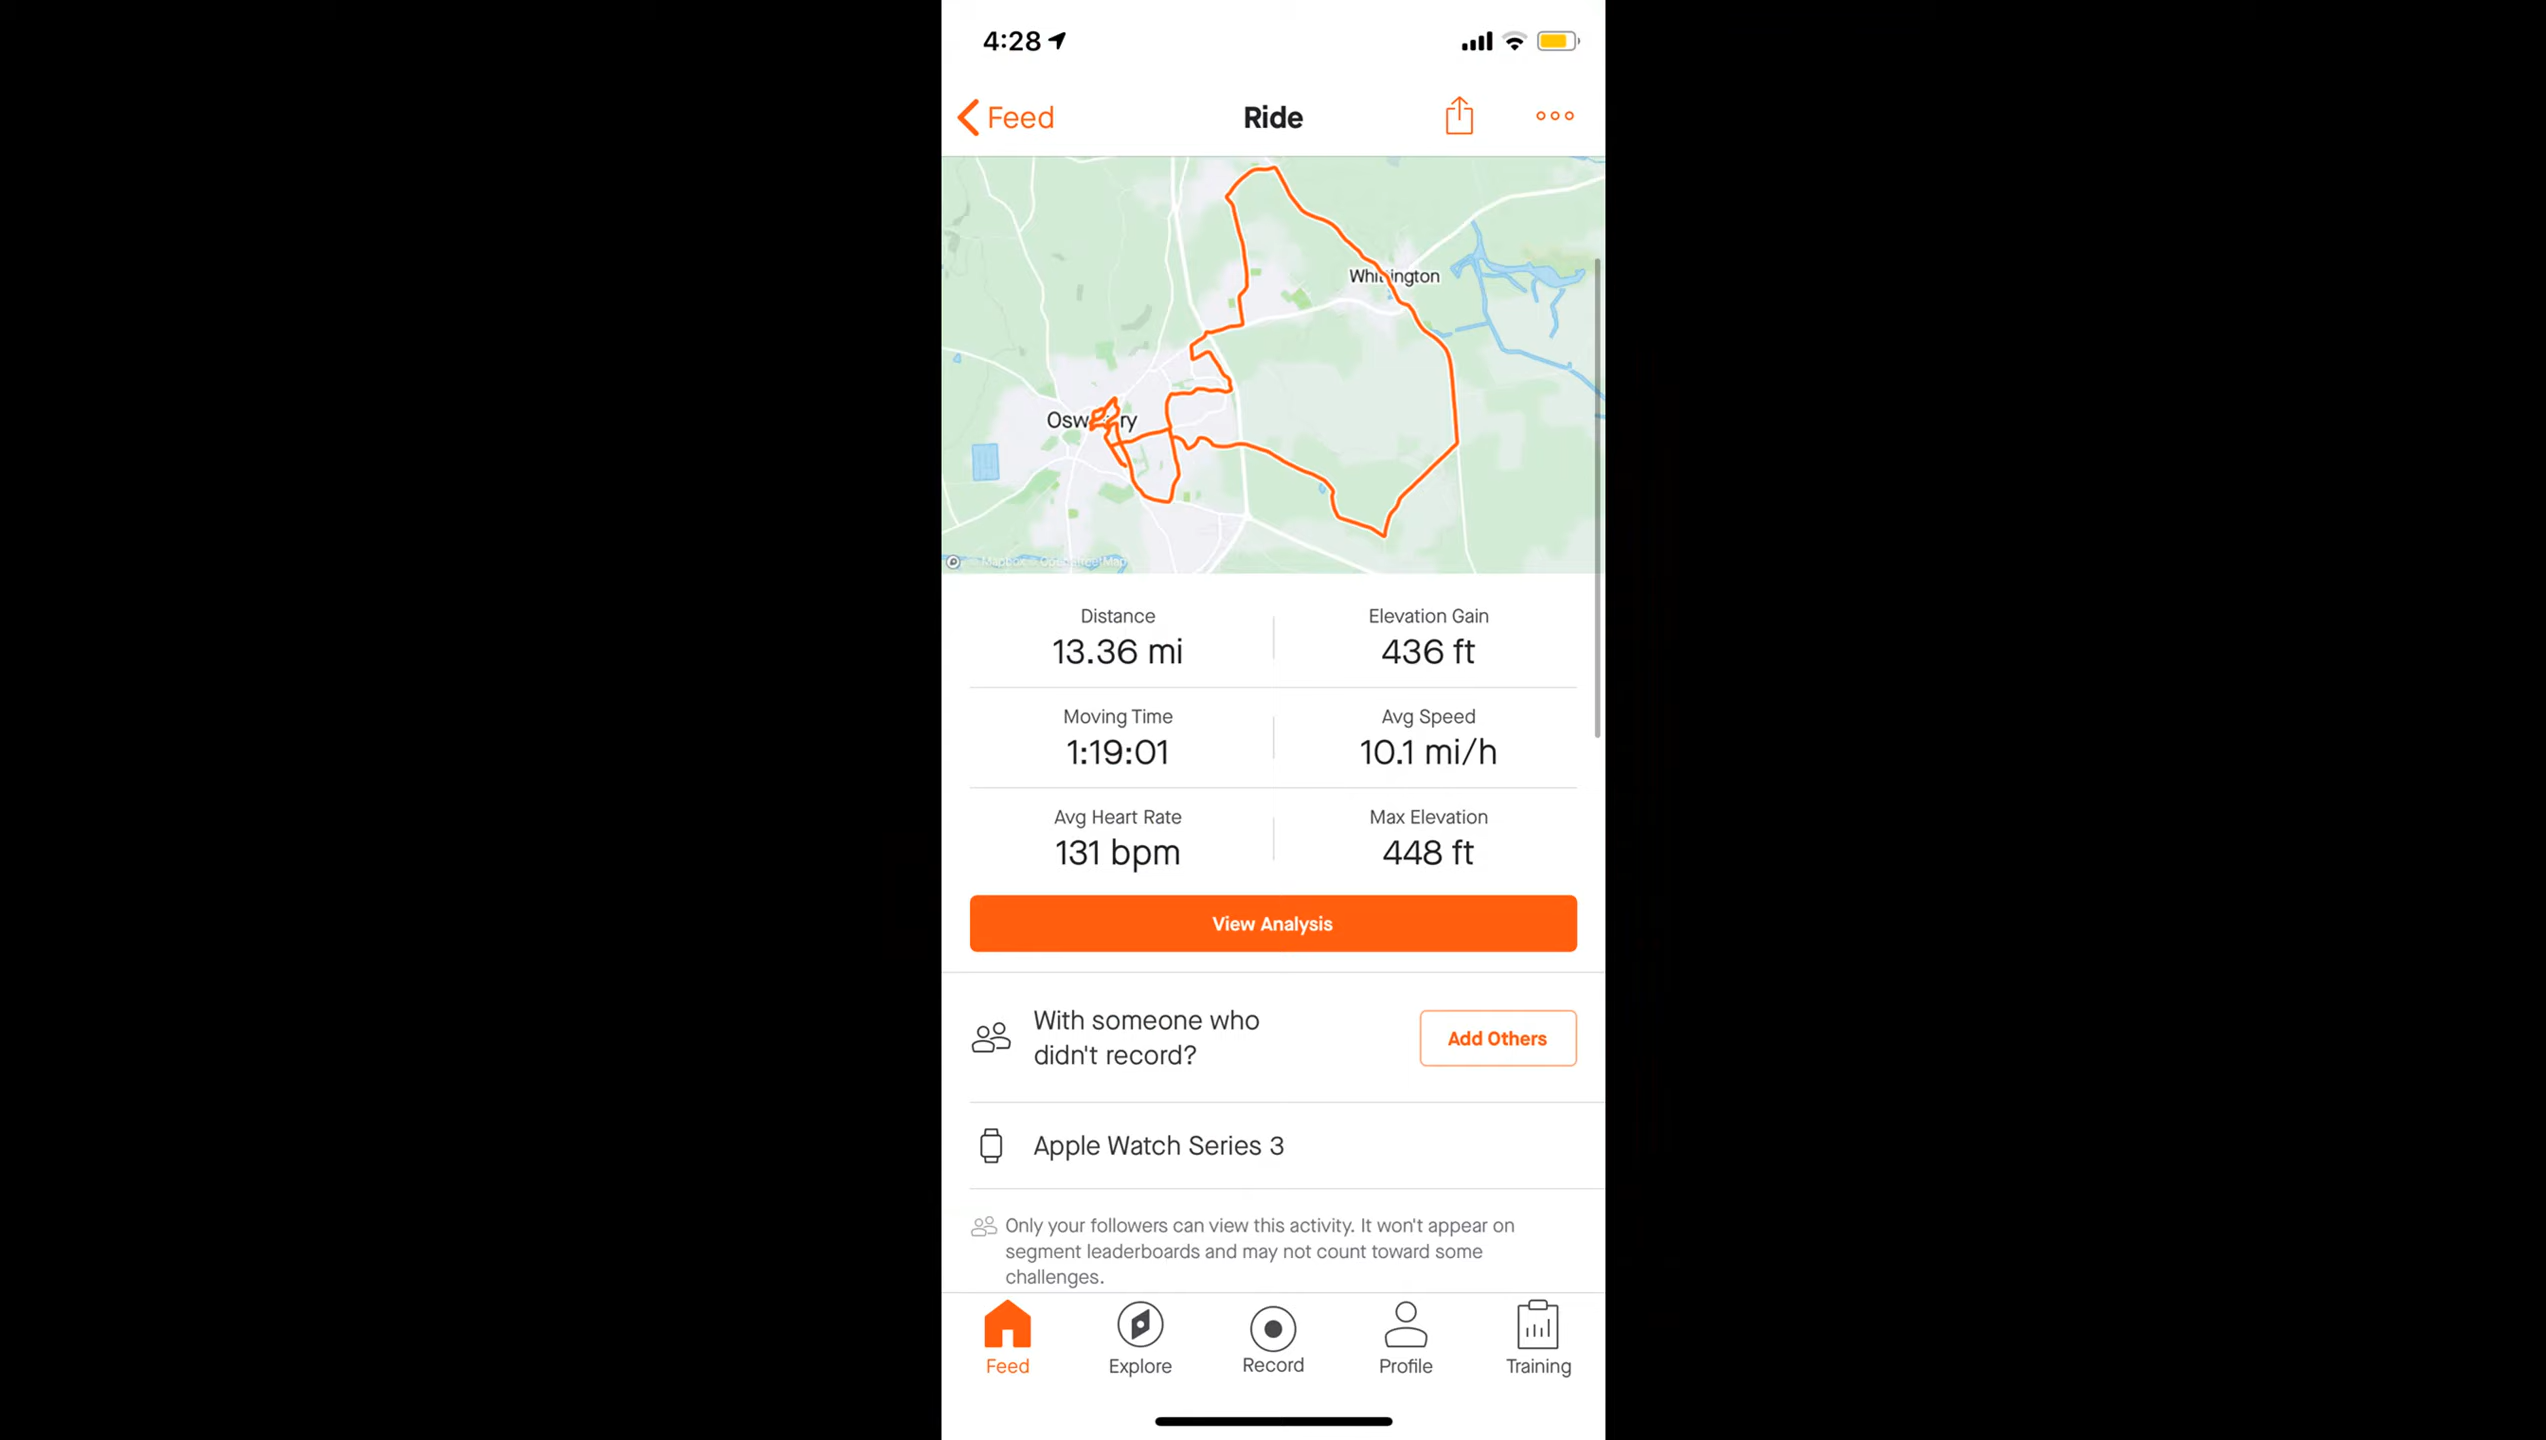 4:28
Feed
Ride
Whittington
Osw ry
Distance
Elevation Gain
13.36 mi
436 ft
Moving Time
Avg Speed
1:19:01
10.1 mi/h
Avg Heart Rate
Max Elevation
131 bpm
448 ft
View Analysis
With someone who
didn't record?
Add Others
Apple Watch Series 3
Only your followers can view this activity. It won't appear on
segment leaderboards and may not count toward some
challenges.
Feed
Explore
Record
Profile
Training